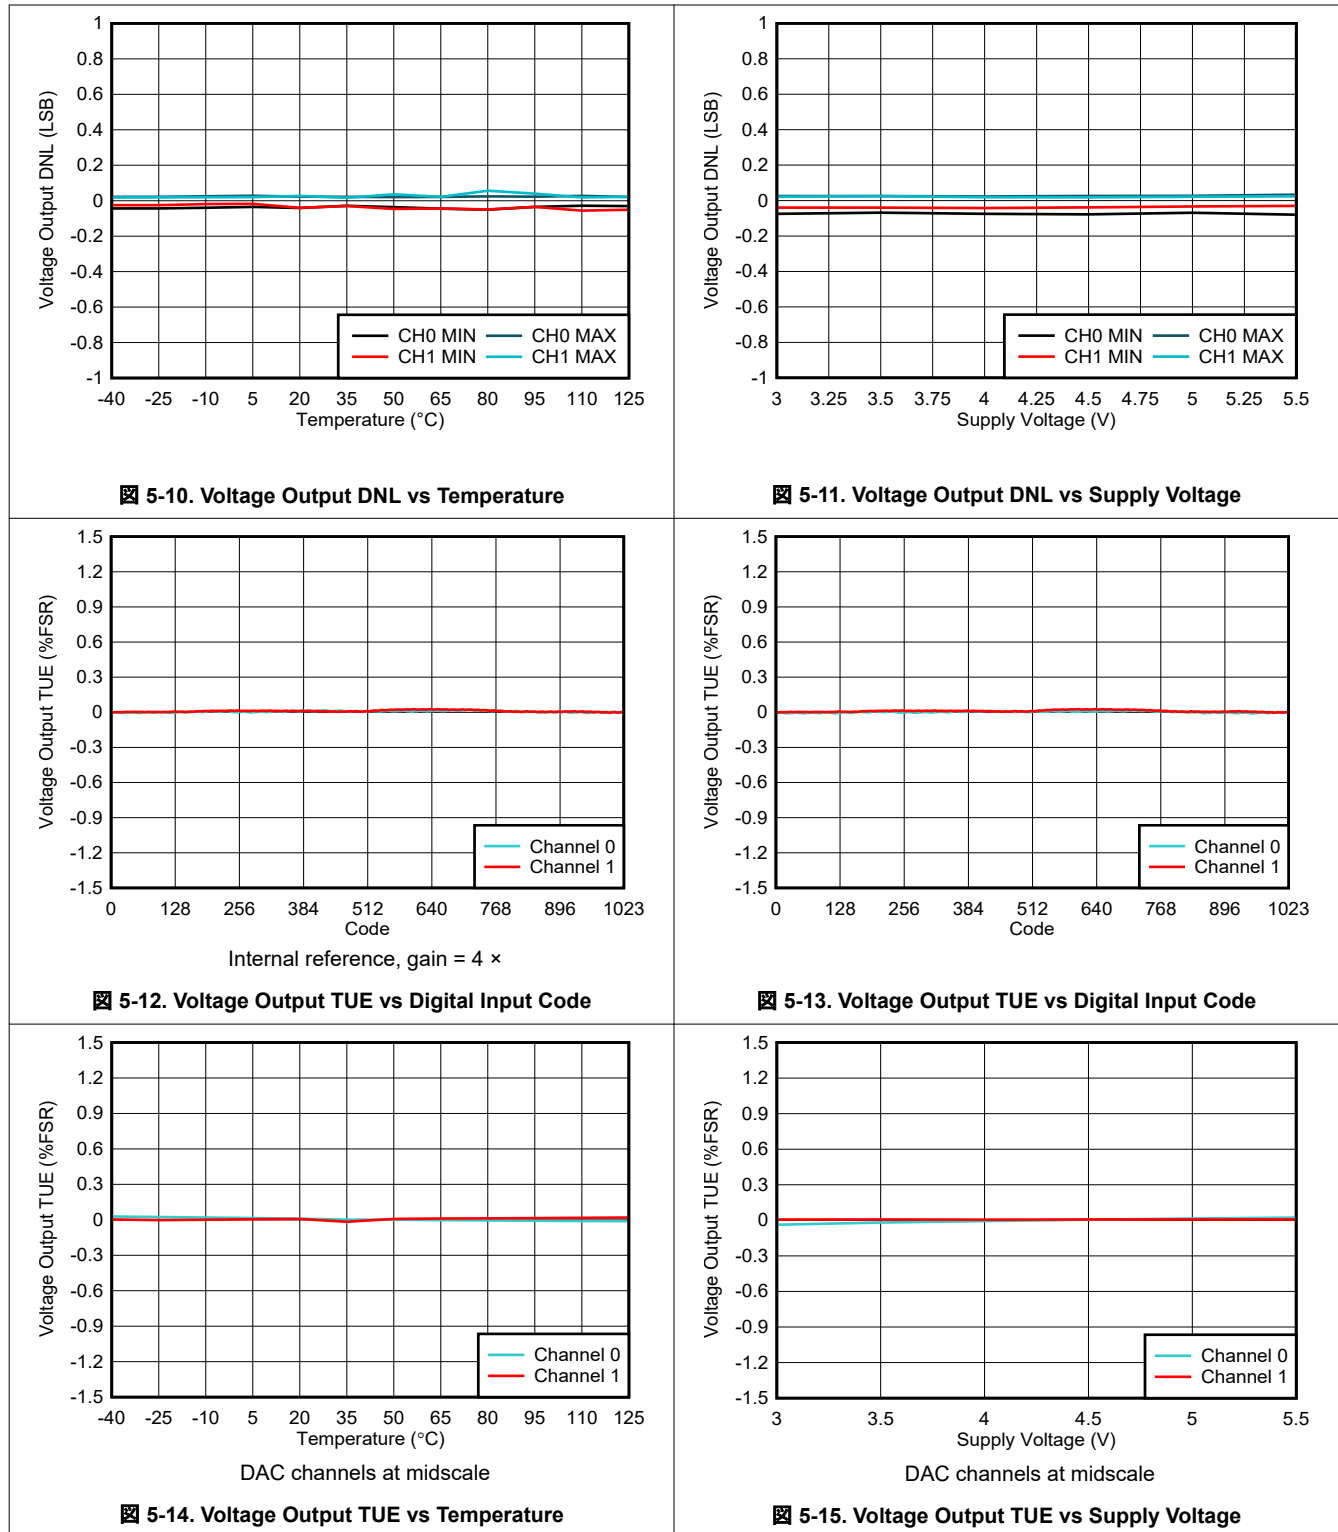 1
0.8
0.6
0.4
0.2
0
-0.2
-0.4
-0.6
-0.8
-1
Voltage Output DNL (LSB)
CH0 MIN
CH0 MAX
CH1 MIN
CH1 MAX
-40 -25 -10 5 20 35 50 65 80 95 110 125
Temperature (°C)
図 5-10. Voltage Output DNL vs Temperature
1
0.8
0.6
0.4
0.2
0
-0.2
-0.4
-0.6
-0.8
-1
Voltage Output DNL (LSB)
CH0 MIN
CH0 MAX
CH1 MIN
CH1 MAX
3 3.25 3.5 3.75 4 4.25 4.5 4.75 5 5.25 5.5
Supply Voltage (V)
図 5-11. Voltage Output DNL vs Supply Voltage
1.5
1.2
0.9
0.6
0.3
0
-0.3
-0.6
-0.9
-1.2
-1.5
Voltage Output TUE (%FSR)
Channel 0
Channel 1
0 128 256 384 512 640 768 896 1023
Code
Internal reference, gain = 4 ×
図 5-12. Voltage Output TUE vs Digital Input Code
1.5
1.2
0.9
0.6
0.3
0
-0.3
-0.6
-0.9
-1.2
-1.5
Voltage Output TUE (%FSR)
Channel 0
Channel 1
0 128 256 384 512 640 768 896 1023
Code
図 5-13. Voltage Output TUE vs Digital Input Code
1.5
1.2
0.9
0.6
0.3
0
-0.3
-0.6
-0.9
-1.2
-1.5
Voltage Output TUE (%FSR)
Channel 0
Channel 1
-40 -25 -10 5 20 35 50 65 80 95 110 125
Temperature (°C)
DAC channels at midscale
図 5-14. Voltage Output TUE vs Temperature
1.5
1.2
0.9
0.6
0.3
0
-0.3
-0.6
-0.9
-1.2
-1.5
Voltage Output TUE (%FSR)
Channel 0
Channel 1
3 3.5 4 4.5 5 5.5
Supply Voltage (V)
DAC channels at midscale
図 5-15. Voltage Output TUE vs Supply Voltage